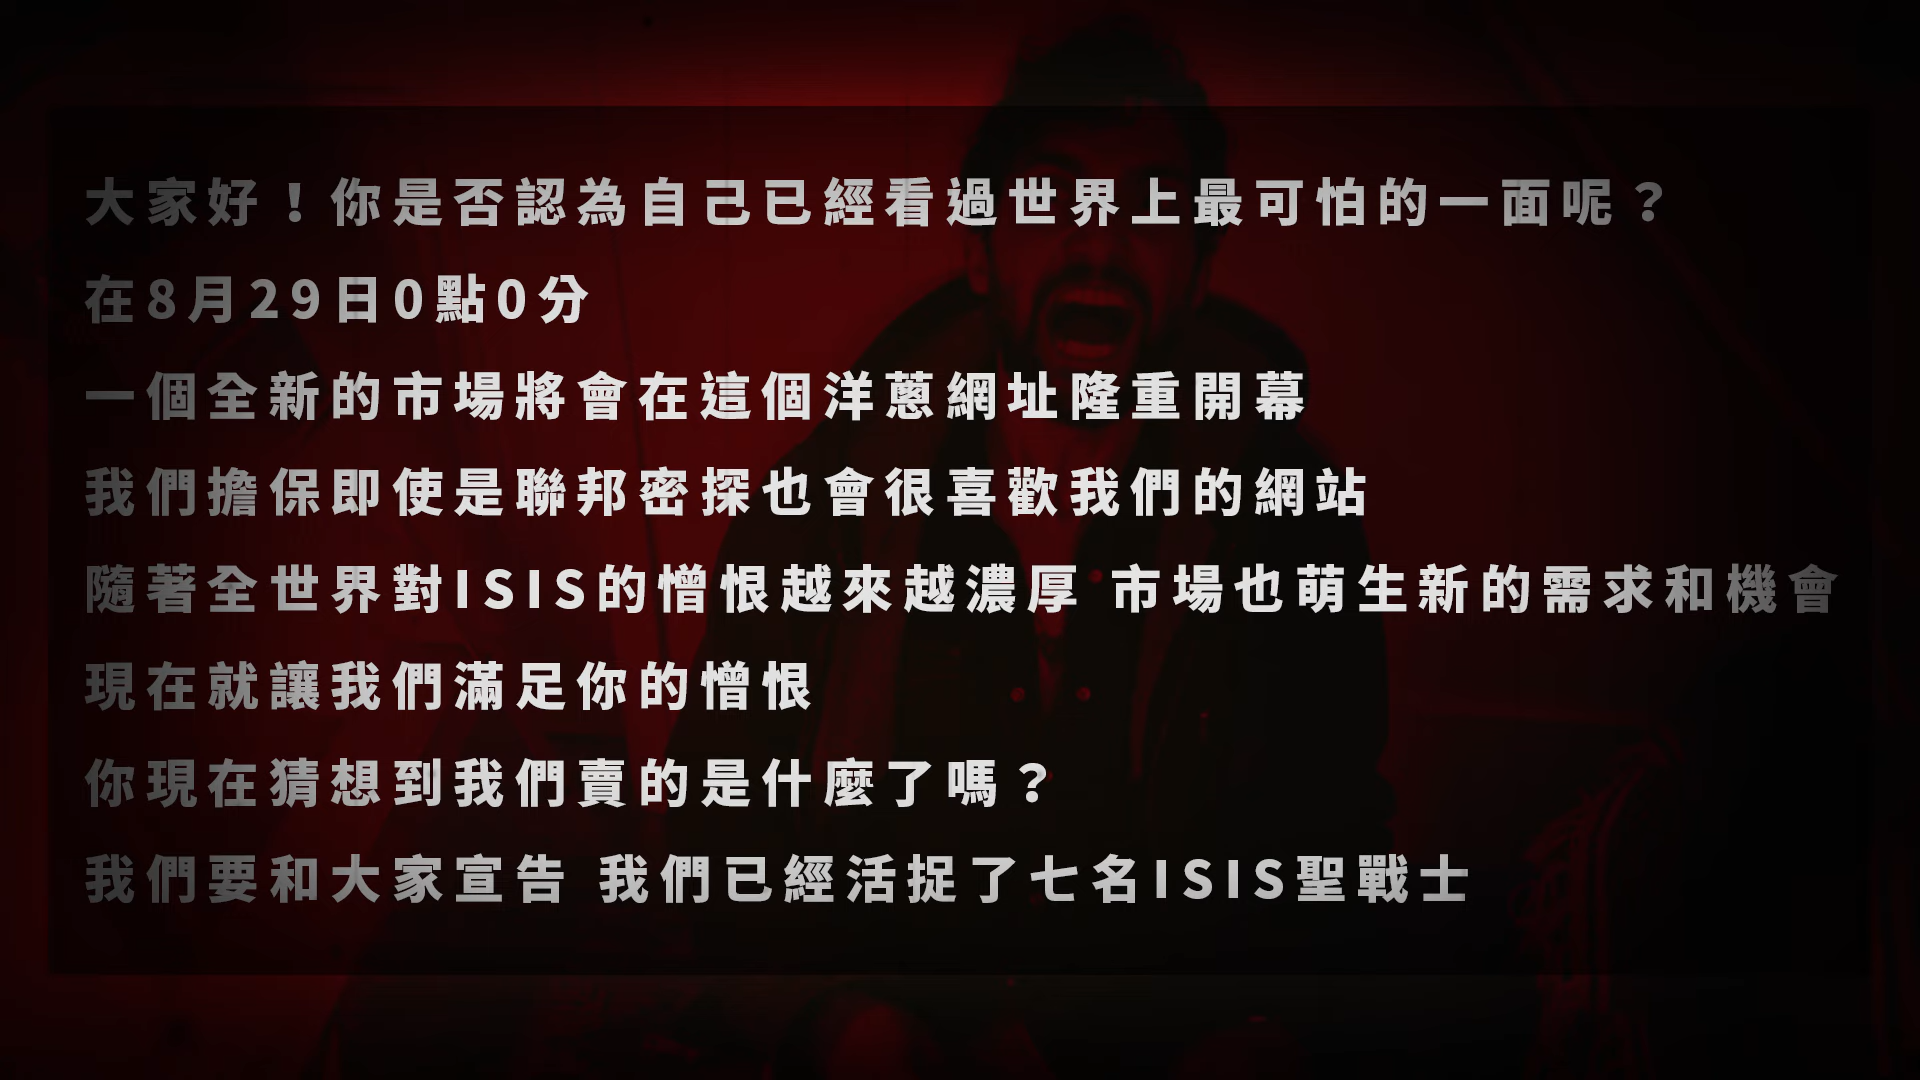 大家好！你是否認為自己已經看過世界上最可怕的一面呢？
在8月29日0點0分
一個全新的市場將會在這個洋蔥網址隆重開幕
我們擔保即使是聯邦密探也會很喜歡我們的網站
隨著全世界對ISIS的憎恨越來越濃厚 市場也萌生新的需求和機會
現在就讓我們滿足你的憎恨
你現在猜想到我們賣的是什麼了嗎？
我們要和大家宣告 我們已經活捉了七名ISIS聖戰士